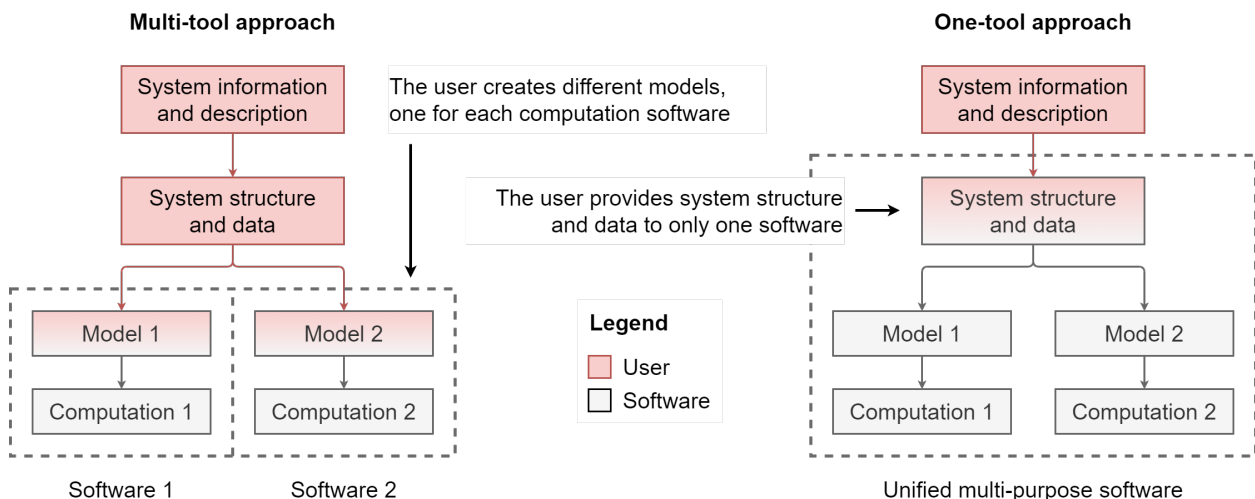 Multi-tool approach
System information
and description
The user creates different models,
one for each computation software
System structure
and data
Model 1
Model 2
Computation 1
Computation 2
Software 1
Software 2
Legend
User
Software
One-tool approach
System information
and description
The user provides system structure
and data to only one software
System structure
and data
Model 1
Model 2
Computation 1
Computation 2
Unified multi-purpose software